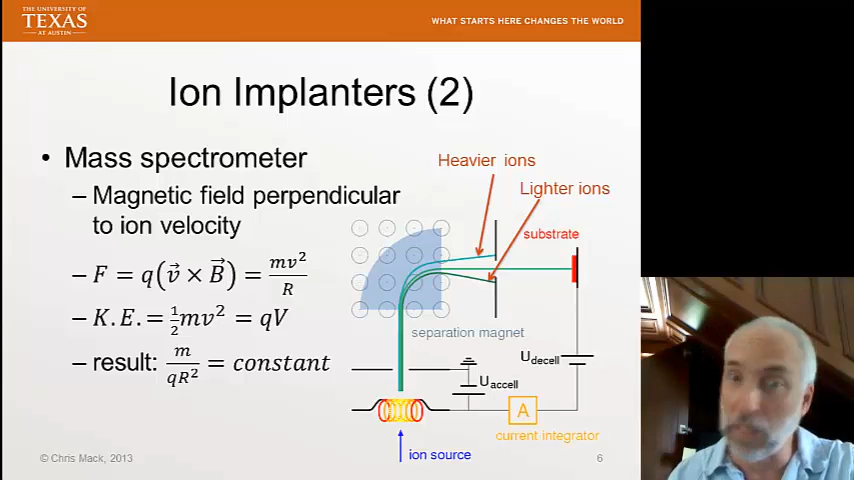 THE UNIVERSITY OF
TEXAS
AT AUSTIN
WHAT STARTS HERE CHANGES THE WORLD
Ion Implanters (2)
• Mass spectrometer
– Magnetic field perpendicular
to ion velocity
– F = q(v⃗ × B⃗) = mv²/R
– K.E. = ½mv² = qV
– result: m/qR² = constant
Heavier ions
Lighter ions
substrate
separation magnet
Udecell
Uaccell
A
current integrator
ion source
© Chris Mack, 2013
6